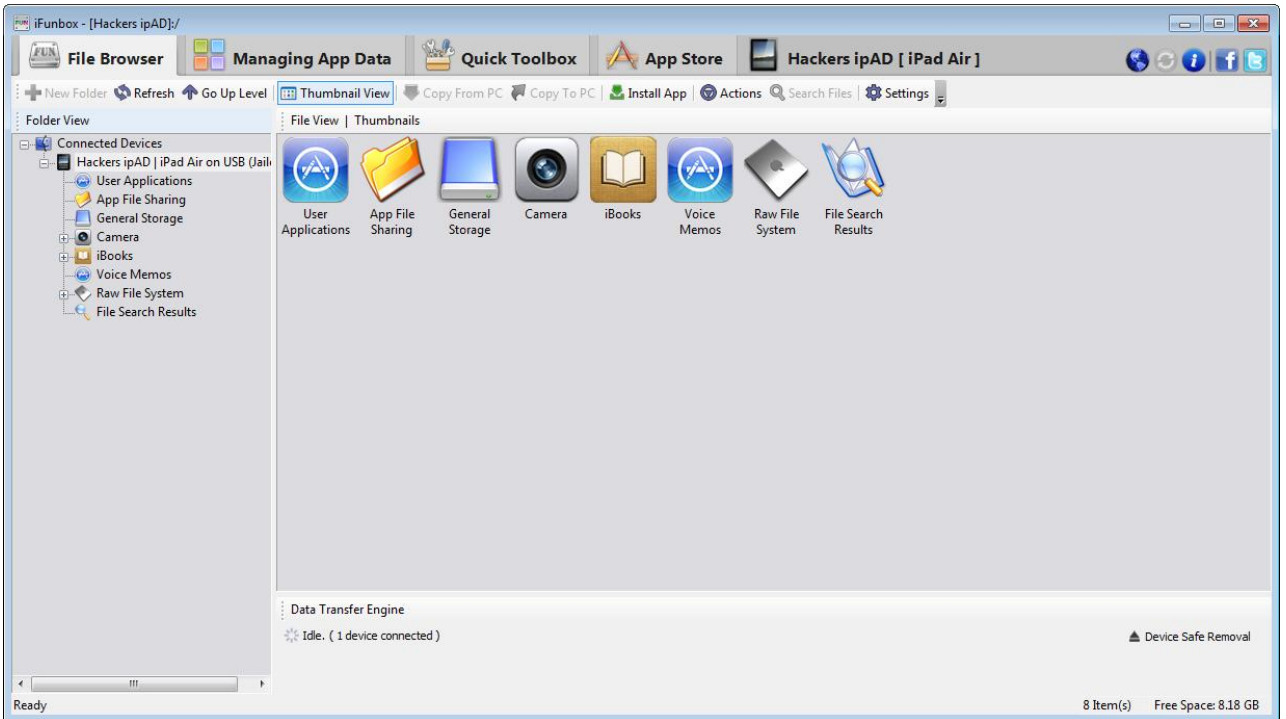 iFunbox - [Hackers ipAD]:/
File Browser Managing App Data Quick Toolbox App Store Hackers ipAD [ iPad Air ]
New Folder Refresh Go Up Level Thumbnail View Copy From PC Copy To PC Install App Actions Search Files Settings
Folder View
File View | Thumbnails
Connected Devices
Hackers ipAD | iPad Air on USB (Jail
User Applications
App File Sharing
General Storage
Camera
iBooks
Voice Memos
Raw File System
File Search Results
User Applications
App File Sharing
General Storage
Camera
iBooks
Voice Memos
Raw File System
File Search Results
Data Transfer Engine
Idle. ( 1 device connected )
Device Safe Removal
Ready
8 Item(s) Free Space: 8.18 GB